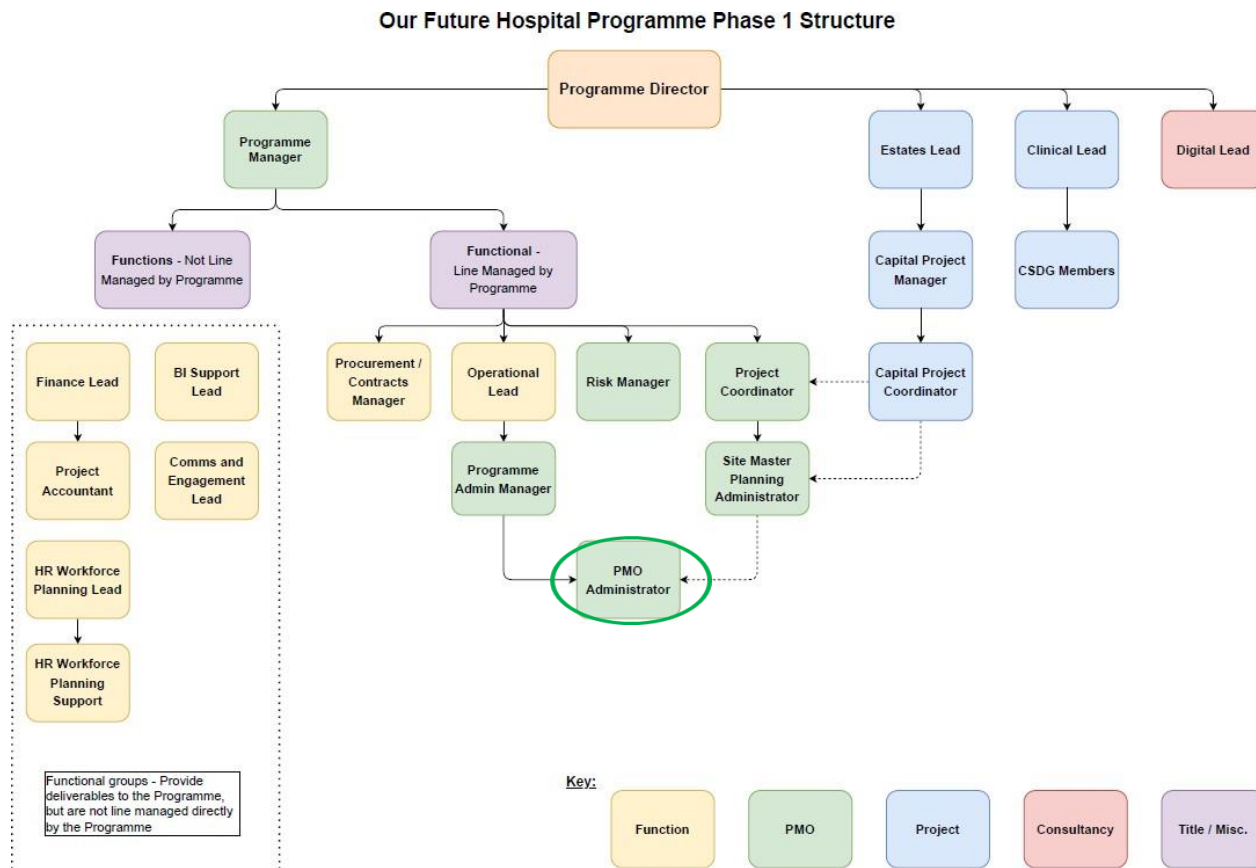 Our Future Hospital Programme Phase 1 Structure
Programme Director
Programme
Manager
Estates Lead
Clinical Lead
Digital Lead
Functions - Not Line
Managed by Programme
Functional -
Line Managed by
Programme
Capital Project
Manager
CSDG Members
Finance Lead
BI Support
Lead
Procurement /
Contracts
Manager
Operational
Lead
Risk Manager
Project
Coordinator
Capital Project
Coordinator
Project
Accountant
Comms and
Engagement
Lead
Programme
Admin Manager
Site Master
Planning
Administrator
HR Workforce
Planning Lead
PMO
Administrator
HR Workforce
Planning
Support
Functional groups - Provide
deliverables to the Programme,
but are not line managed directly
by the Programme
Key:
Function
PMO
Project
Consultancy
Title / Misc.